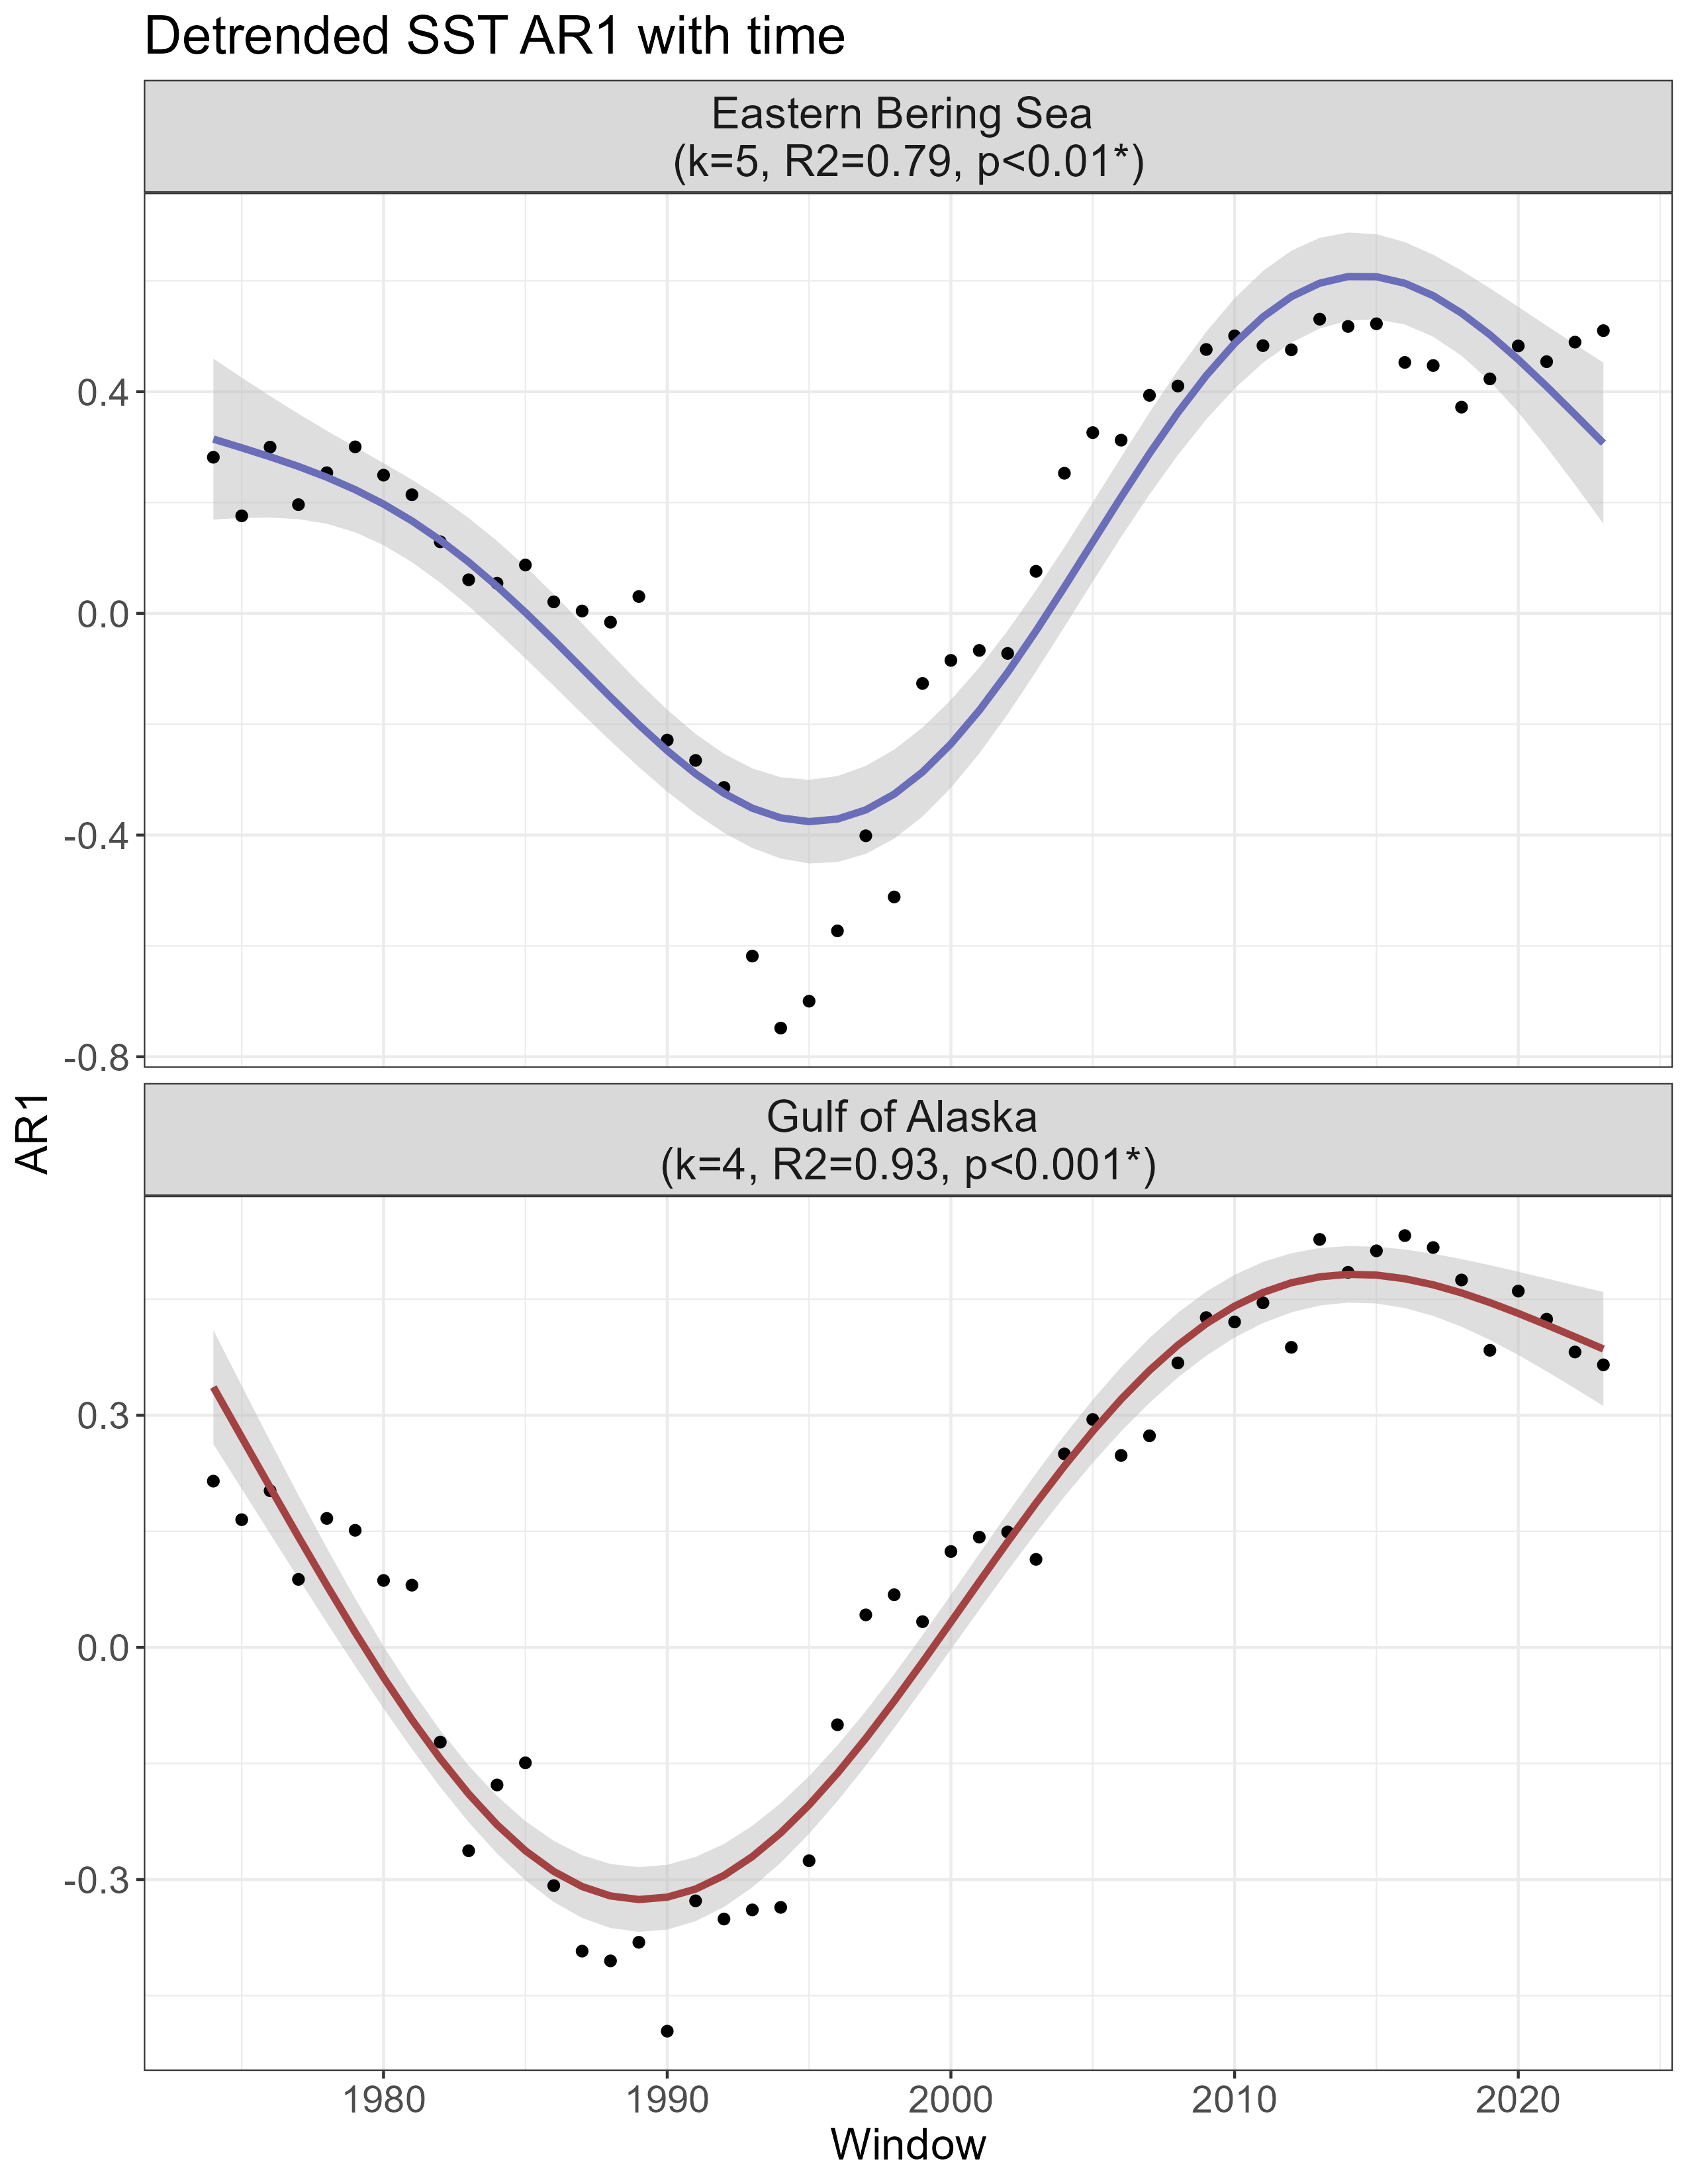 Detrended SST AR1 with time
Eastern Bering Sea
(k=5, R2=0.79, p<0.01*)
0.4
0.0
-0.4
-0.8
AR1
Gulf of Alaska
(k=4, R2=0.93, p<0.001*)
0.3
0.0
-0.3
1980 1990 2000 2010 2020
Window